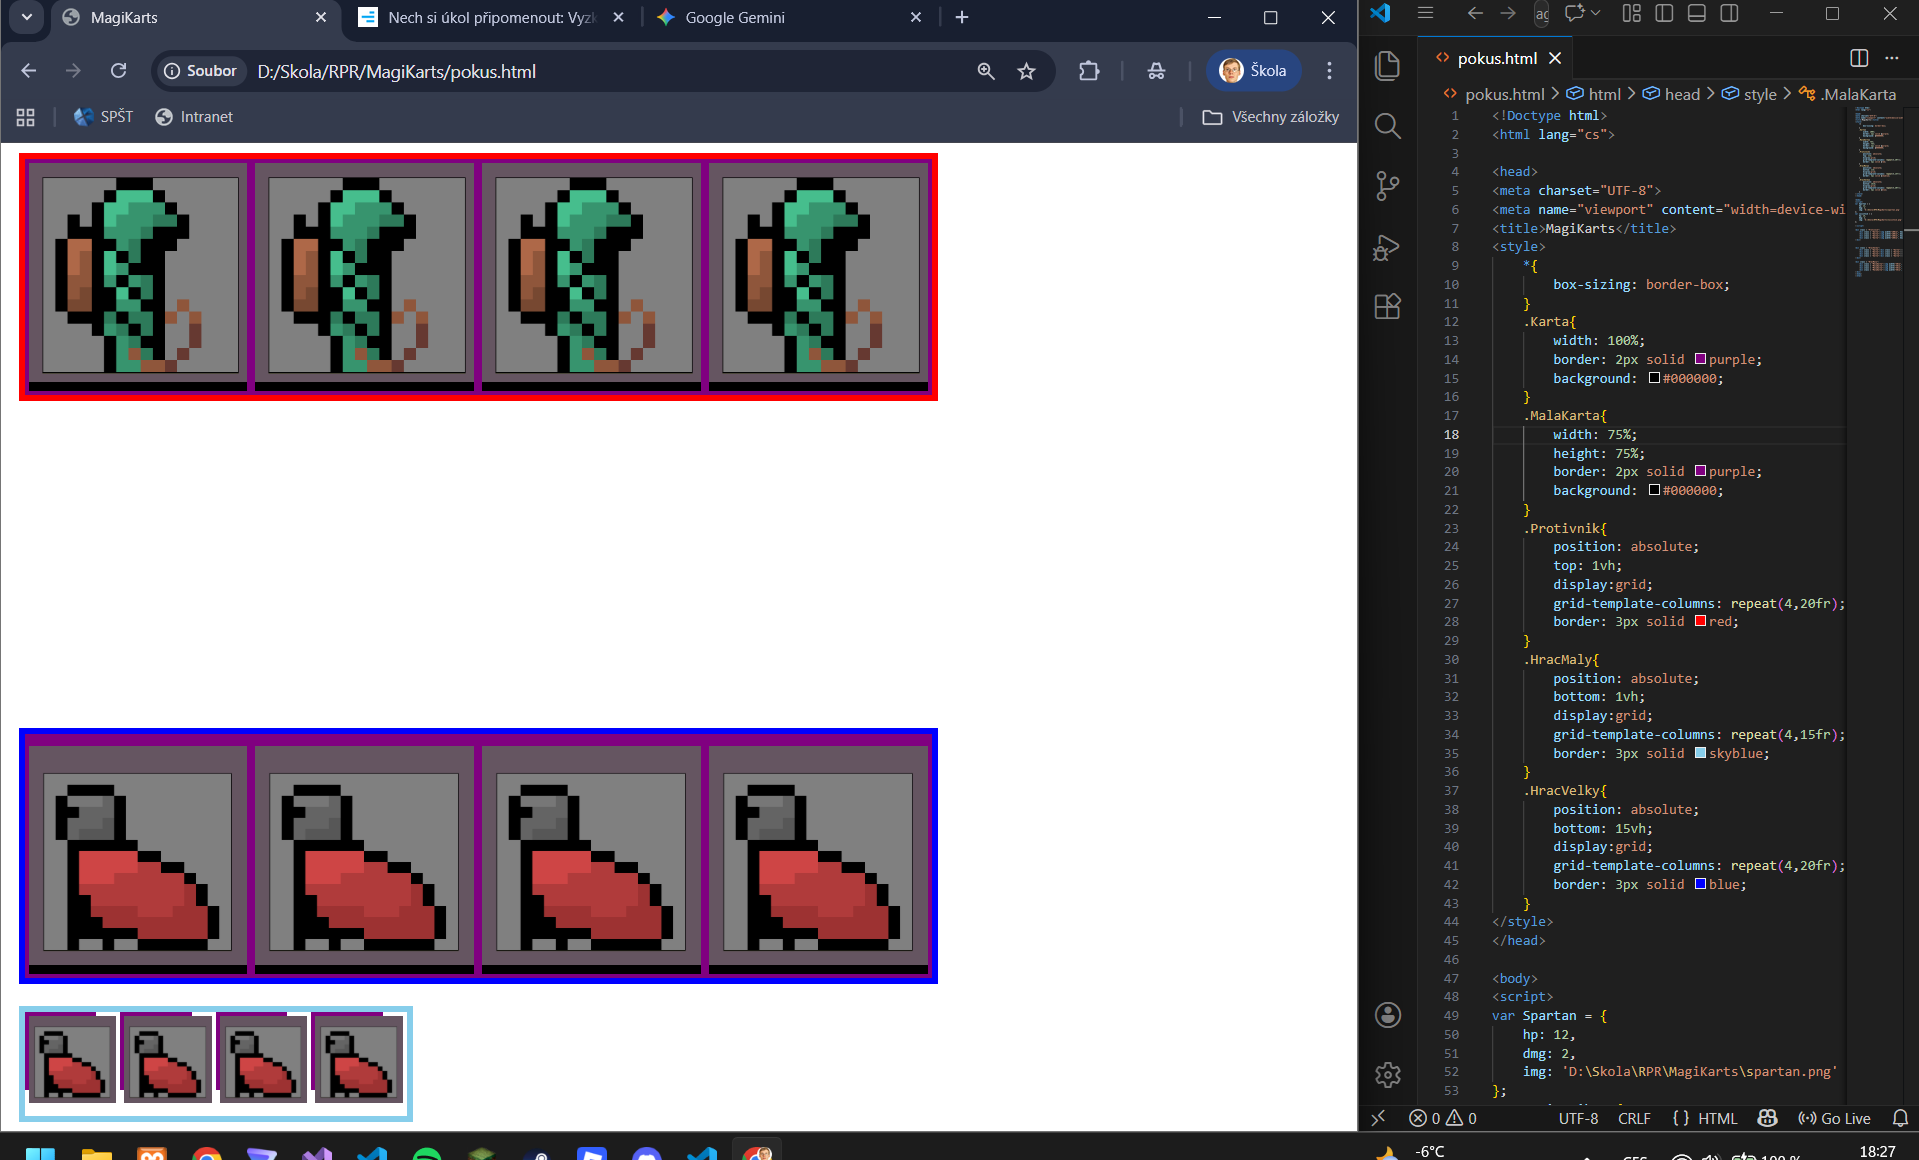 MagiKarts
Nech si úkol připomenout: Vyzk
Google Gemini
Soubor
D:/Skola/RPR/MagiKarts/pokus.html
Škola
SPŠT
Intranet
Všechny záložky
pokus.html
pokus.html > html > head > style > .MalaKarta
1 <!Doctype html>
2 <html lang="cs">
3
4 <head>
5 <meta charset="UTF-8">
6 <meta name="viewport" content="width=device-wi
7 <title>MagiKarts</title>
8 <style>
9 *{
10 box-sizing: border-box;
11 }
12 .Karta{
13 width: 100%;
14 border: 2px solid purple;
15 background: #000000;
16 }
17 .MalaKarta{
18 width: 75%;
19 height: 75%;
20 border: 2px solid purple;
21 background: #000000;
22 }
23 .Protivnik{
24 position: absolute;
25 top: 1vh;
26 display:grid;
27 grid-template-columns: repeat(4,20fr);
28 border: 3px solid red;
29 }
30 .HracMaly{
31 position: absolute;
32 bottom: 1vh;
33 display:grid;
34 grid-template-columns: repeat(4,15fr);
35 border: 3px solid skyblue;
36 }
37 .HracVelky{
38 position: absolute;
39 bottom: 15vh;
40 display:grid;
41 grid-template-columns: repeat(4,20fr);
42 border: 3px solid blue;
43 }
44 </style>
45 </head>
46
47 <body>
48 <script>
49 var Spartan = {
50 hp: 12,
51 dmg: 2,
52 img: 'D:\Skola\RPR\MagiKarts\spartan.png'
53 };
0 0 UTF-8 CRLF {} HTML Go Live
-6°C
18:27